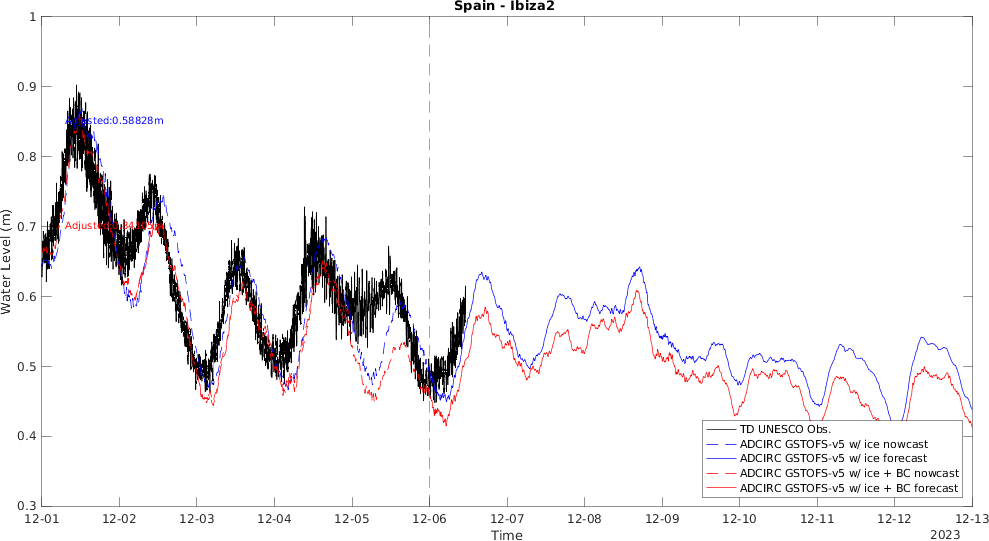 Spain - Ibiza2
1
0.9
0.8
0.7
0.6
0.5
0.4
0.3
Water Level (m)
Adjusted:0.58828m
TD UNESCO Obs.
ADCIRC GSTOFS-v5 w/ ice nowcast
ADCIRC GSTOFS-v5 w/ ice forecast
ADCIRC GSTOFS-v5 w/ ice + BC nowcast
ADCIRC GSTOFS-v5 w/ ice + BC forecast
12-01 12-02 12-03 12-04 12-05 12-06 12-07 12-08 12-09 12-10 12-11 12-12 12-13
Time
2023